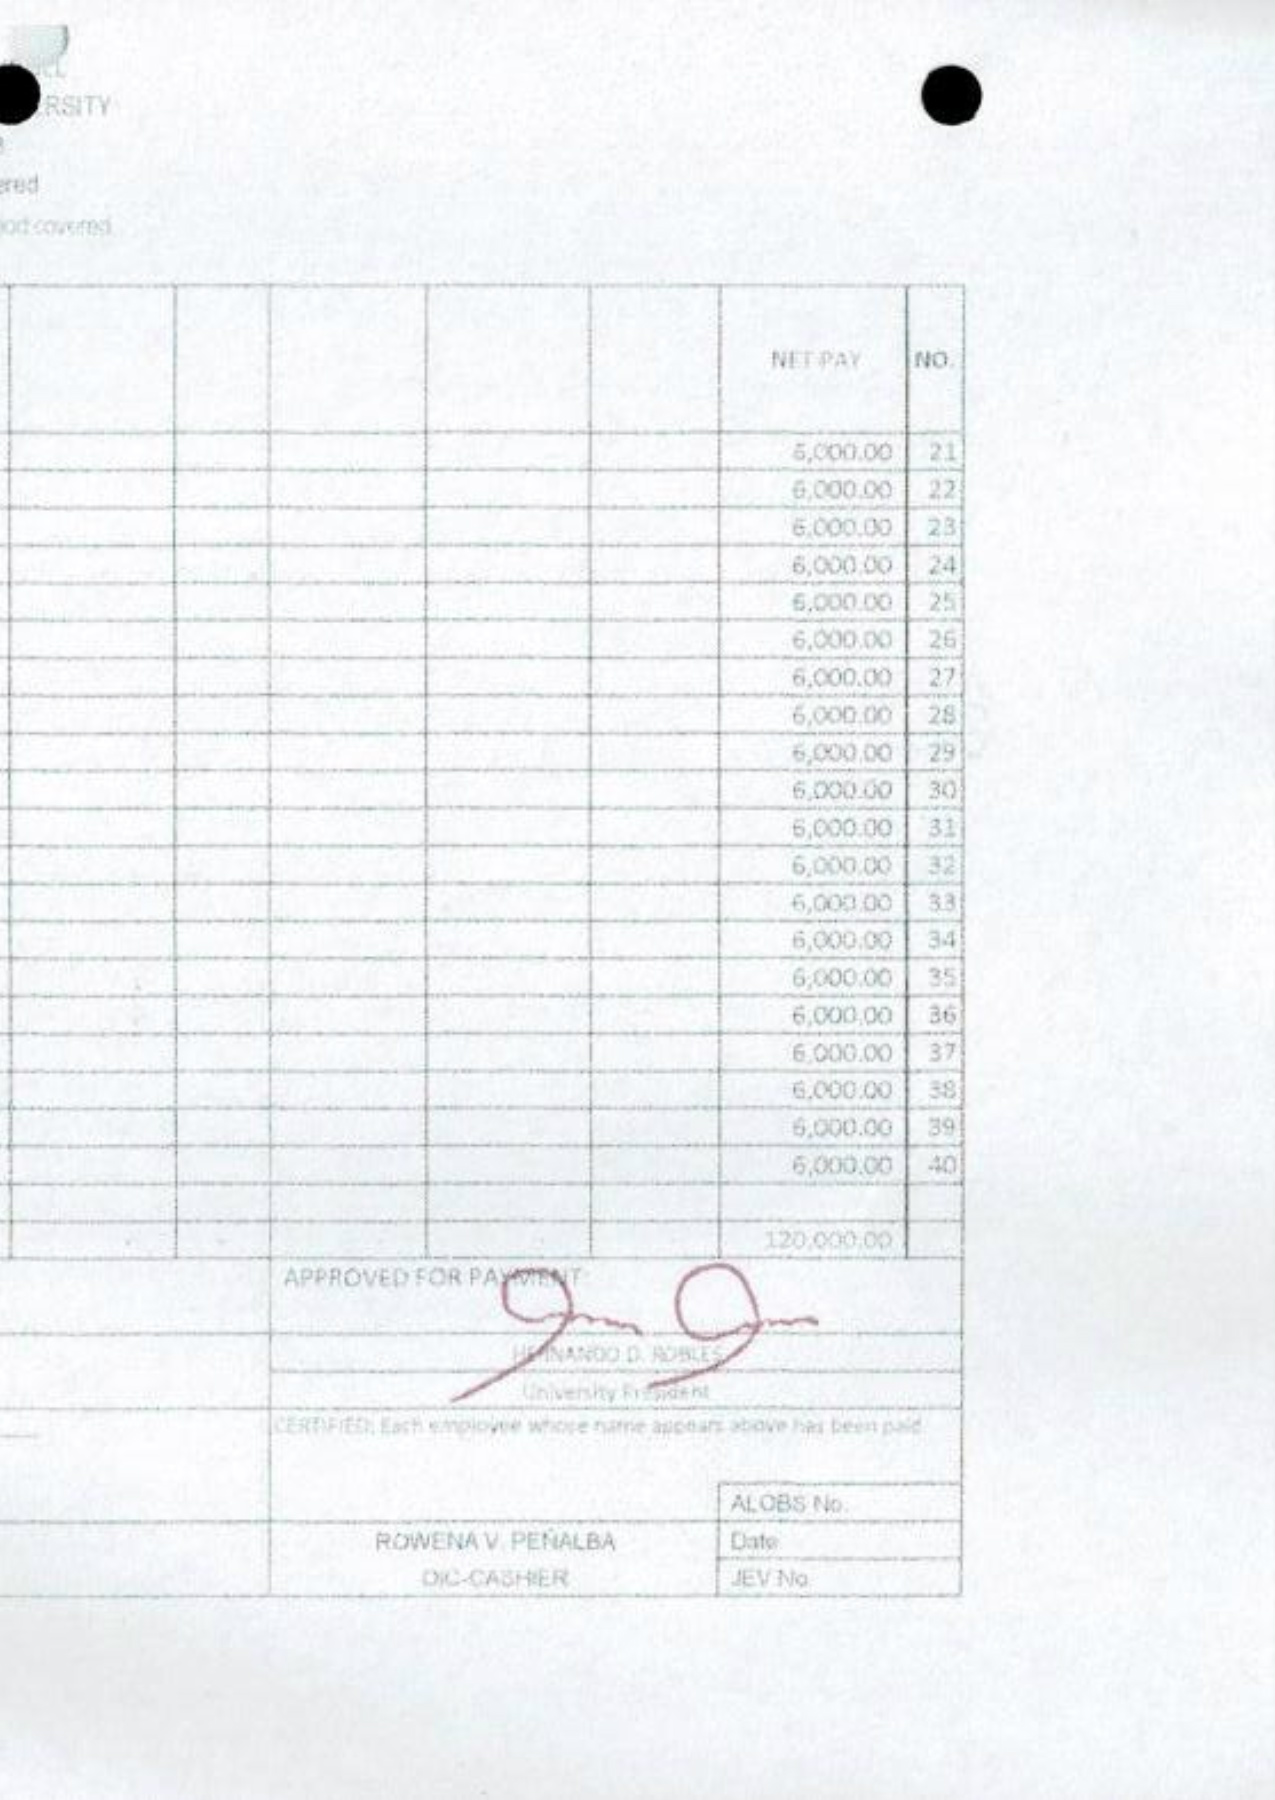 RSITY
ered
iod covered.
NET PAY NO.
6,000.00 21
6,000.00 22
6,000.00 23
6,000.00 24
6,000.00 25
6,000.00 26
6,000.00 27
6,000.00 28
6,000.00 29
6,000.00 30
6,000.00 31
6,000.00 32
6,000.00 33
6,000.00 34
6,000.00 35
6,000.00 36
6,000.00 37
6,000.00 38
6,000.00 39
6,000.00 40
120,000.00
APPROVED FOR PAYMENT:
HERNANDO D. ROBLES
University President
CERTIFIED: Each employee whose name appears above has been paid
ALOBS No.
ROWENA V. PEÑALBA Date
OIC-CASHIER JEV No.